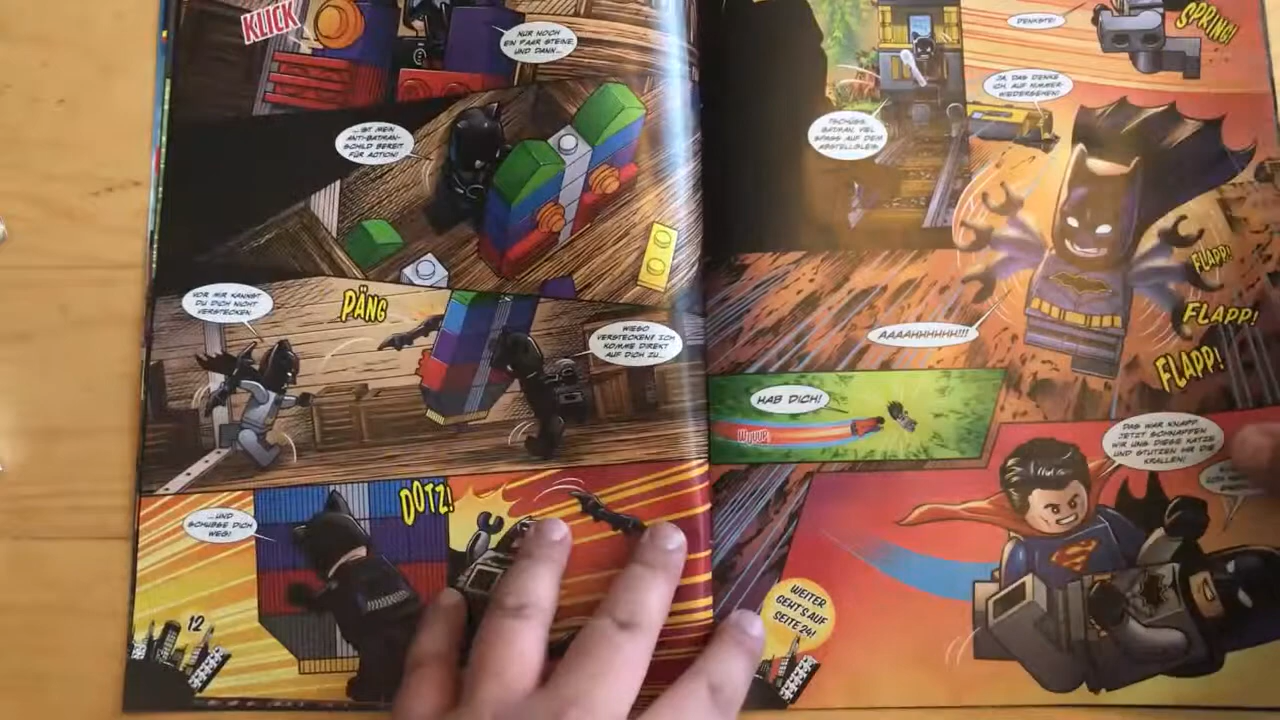 KLICK
NUR NOCH
EIN PAAR STEINE
UND DANN...
...IST MEIN
ANTI-BATMAN-
SCHILD BEREIT
FÜR ACTION!
VOR MIR KANNST
DU DICH NICHT
VERSTECKEN.
PÄNG
WIESO
VERSTECKEN? ICH
KOMME DIREKT
AUF DICH ZU...
...UND
SCHUBSE DICH
WEG!
DOTZ!
12
DENKSTE!
SPRING!
JA, DAS DENKE
ICH. AUF NIMMER-
WIEDERSEHEN!
TSCHÜSS,
BATMAN. VIEL
SPASS AUF DEM
ABSTELLGLEIS.
FLAPP!
FLAPP!
FLAPP!
AAAAHHHHHH!!!
HAB DICH!
WUUUP!
DAS WAR KNAPP.
JETZT SCHNAPPEN
WIR UNS DIESE KATZE
UND STUTZEN IHR DIE
KRALLEN!
WEITER
GEHT'S AUF
SEITE 24!